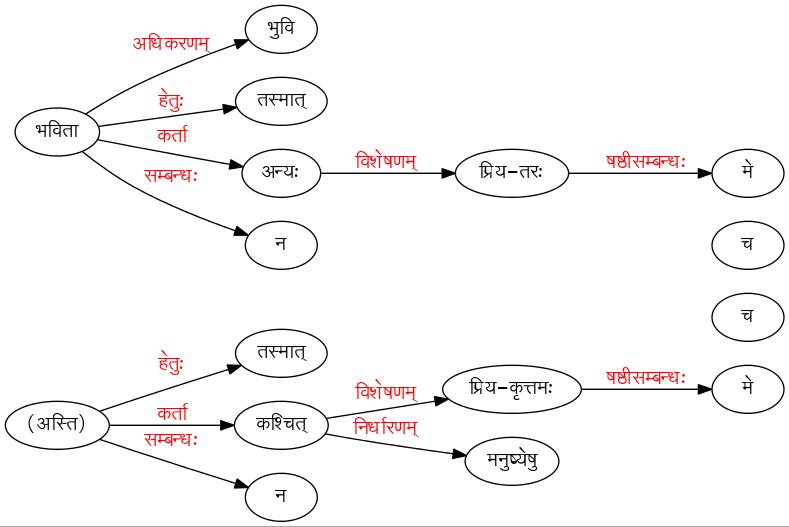 भुवि
अधिकरणम्
हेतुः तस्मात्
भविता कर्ता
अन्यः विशेषणम् प्रिय-तरः षष्ठीसम्बन्धः मे
सम्बन्धः
न च
च
हेतुः तस्मात्
विशेषणम् प्रिय-कृत्तमः षष्ठीसम्बन्धः मे
(अस्ति) कर्ता कश्चित् निर्धारणम्
सम्बन्धः
मनुष्येषु
न